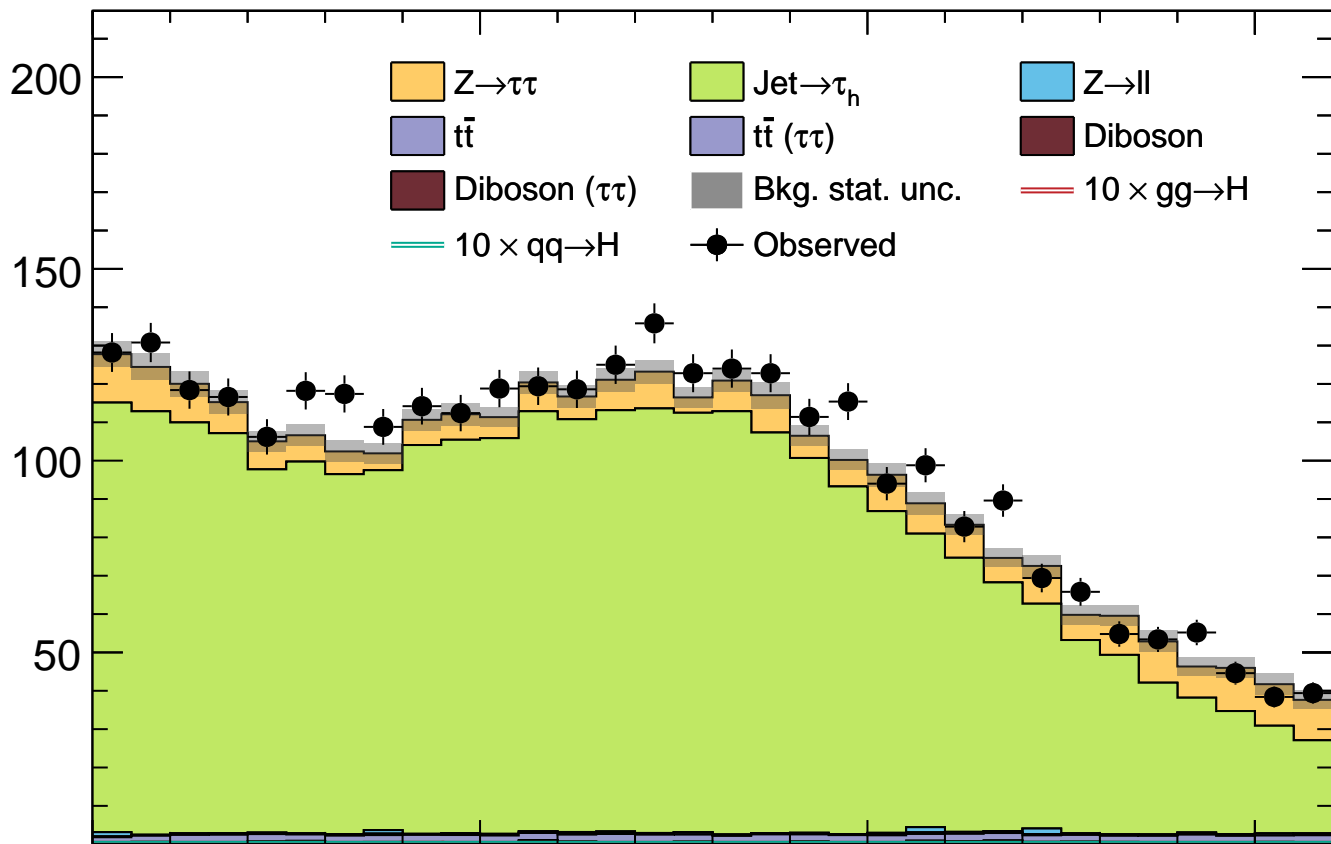 200
Z→ττ Jet→τh Z→ll
tt̄ tt̄ (ττ) Diboson
Diboson (ττ) Bkg. stat. unc. 10 × gg→H
10 × qq→H Observed
150
100
50